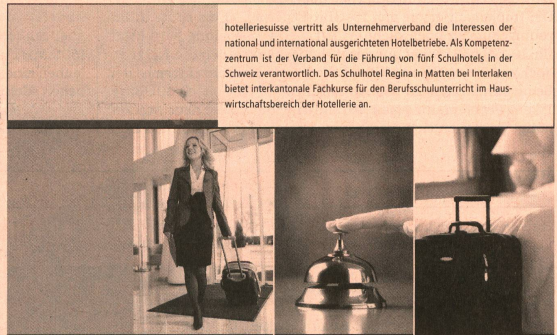 hotelleriesuisse vertritt als Unternehmerverband die Interessen der
national und international ausgerichteten Hotelbetriebe. Als Kompetenz-
zentrum ist der Verband für die Führung von fünf Schulhotels in der
Schweiz verantwortlich. Das Schulhotel Regina in Matten bei Interlaken
bietet interkantonale Fachkurse für den Berufsschulunterricht im Haus-
wirtschaftsbereich der Hotellerie an.